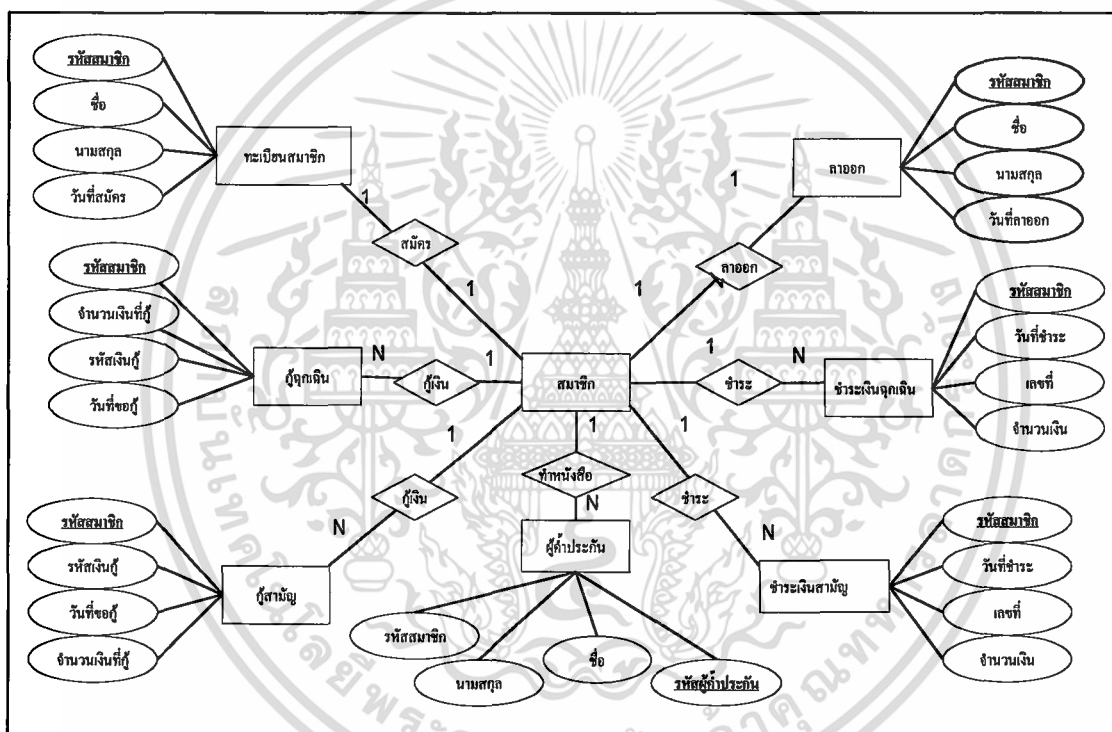 รหัสสมาชิก
ชื่อ
นามสกุล
วันที่สมัคร
ทะเบียนสมาชิก
1
สมัคร
1
รหัสสมาชิก
ชื่อ
นามสกุล
วันที่ลาออก
ลาออก
1
ลาออก
1
รหัสสมาชิก
จำนวนเงินที่กู้
รหัสเงินกู้
วันที่ขอกู้
กู้ฉุกเฉิน
N
กู้เงิน
1
สมาชิก
1
ชำระ
N
ชำระเงินฉุกเฉิน
รหัสสมาชิก
วันที่ชำระ
เลขที่
จำนวนเงิน
1
กู้เงิน
N
กู้สามัญ
รหัสสมาชิก
รหัสเงินกู้
วันที่ขอกู้
จำนวนเงินที่กู้
1
ทำหนังสือ
N
ผู้ค้ำประกัน
รหัสสมาชิก
นามสกุล
ชื่อ
รหัสผู้ค้ำประกัน
1
ชำระ
N
ชำระเงินสามัญ
รหัสสมาชิก
วันที่ชำระ
เลขที่
จำนวนเงิน